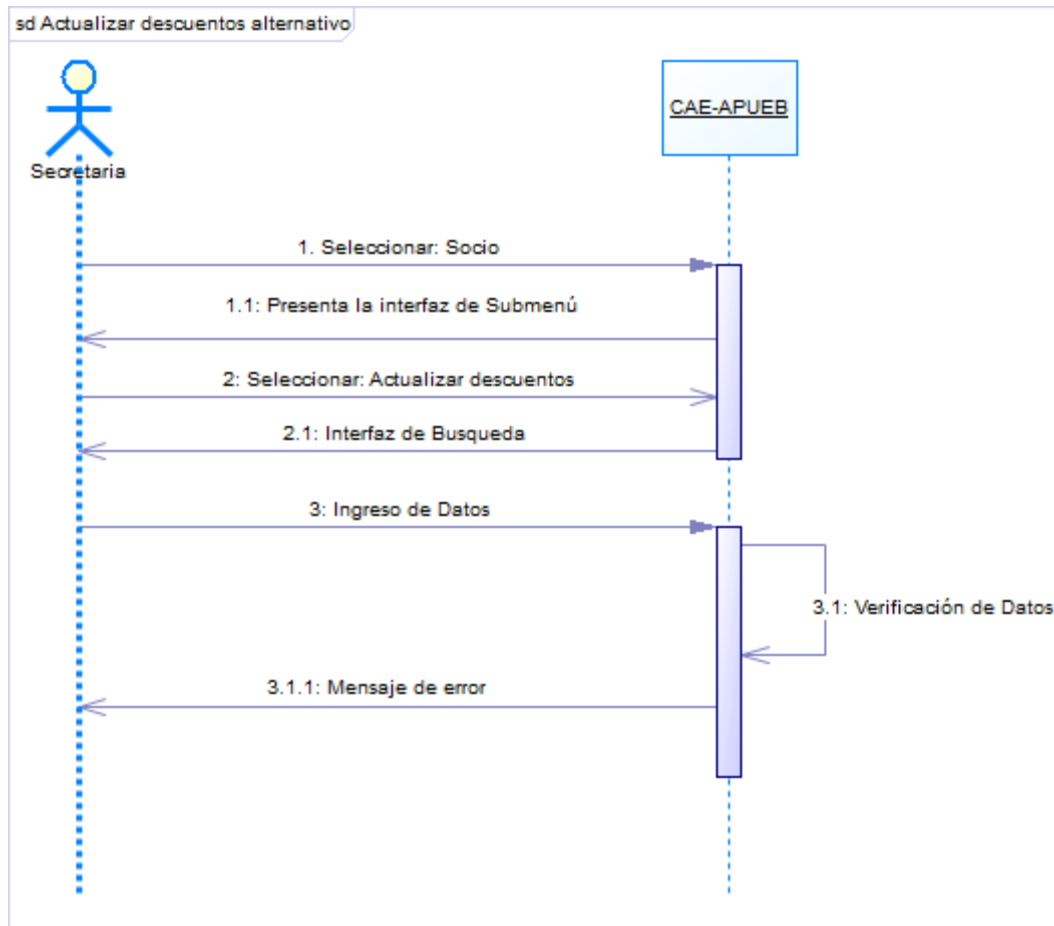 sd Actualizar descuentos alternativo
CAE-APUEB
Secretaria
1. Seleccionar: Socio
1.1: Presenta la interfaz de Submenú
2: Seleccionar: Actualizar descuentos
2.1: Interfaz de Busqueda
3: Ingreso de Datos
3.1: Verificación de Datos
3.1.1: Mensaje de error